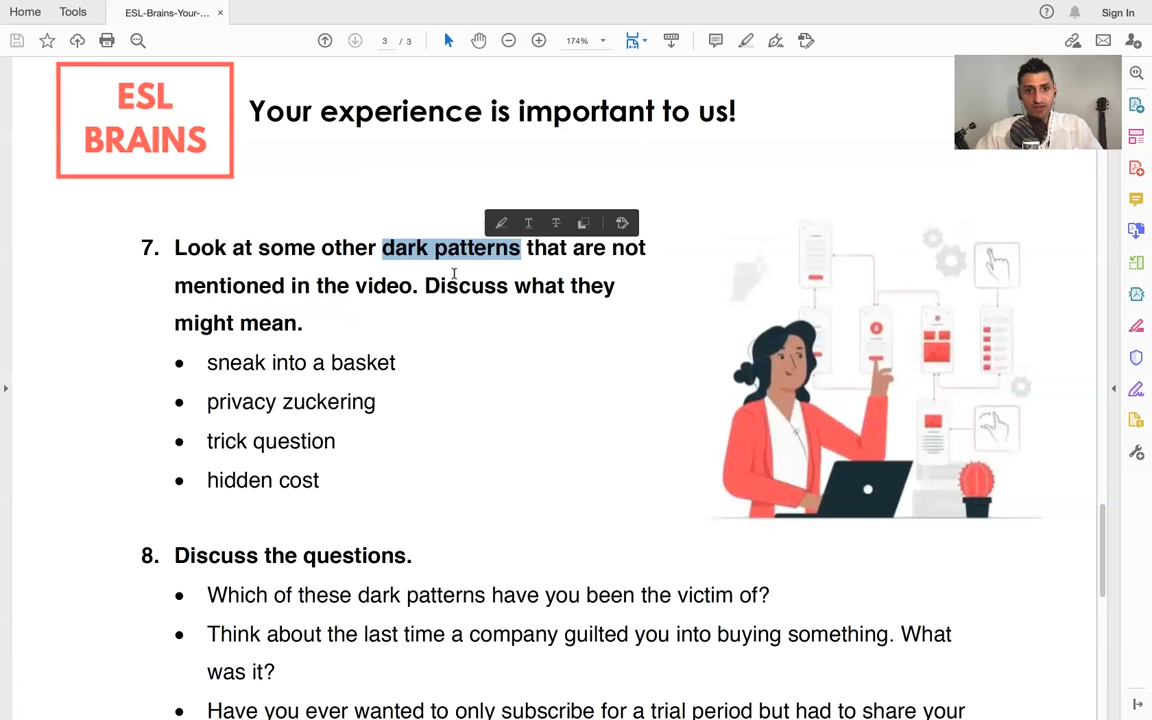 Home Tools ESL-Brains-Your-... ×
Sign In
3 / 3
174%
ESL
BRAINS
Your experience is important to us!
7. Look at some other dark patterns that are not
mentioned in the video. Discuss what they
might mean.
• sneak into a basket
• privacy zuckering
• trick question
• hidden cost
8. Discuss the questions.
• Which of these dark patterns have you been the victim of?
• Think about the last time a company guilted you into buying something. What
was it?
• Have you ever wanted to only subscribe for a trial period but had to share your